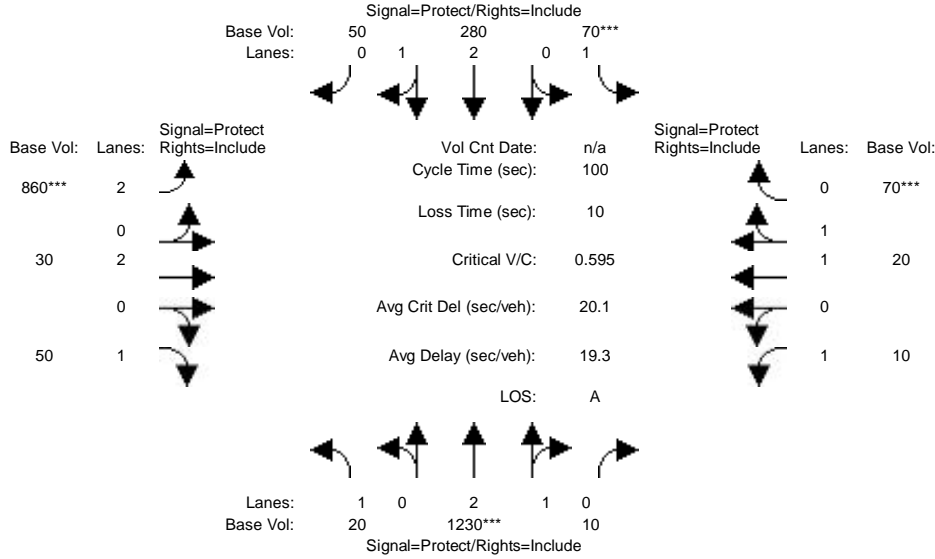 Signal=Protect/Rights=Include
Base Vol: 50 280 70***
Lanes: 0 1 2 0 1
Signal=Protect Signal=Protect
Base Vol: Lanes: Rights=Include Vol Cnt Date: n/a Rights=Include Lanes: Base Vol:
Cycle Time (sec): 100
860*** 2 0 70***
Loss Time (sec): 10
0 1
30 2 Critical V/C: 0.595 1 20
0 Avg Crit Del (sec/veh): 20.1 0
50 1 Avg Delay (sec/veh): 19.3 1 10
LOS: A
Lanes: 1 0 2 1 0
Base Vol: 20 1230*** 10
Signal=Protect/Rights=Include